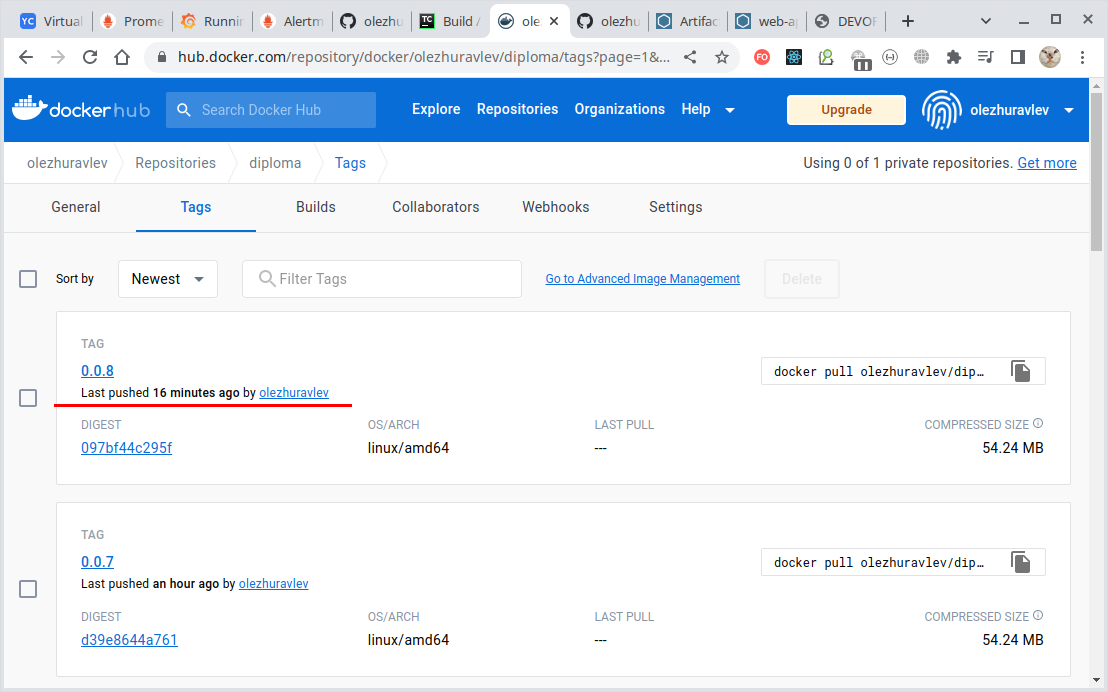 YC Virtual
Prome
Runnin
Alertm
olezhu
TC Build /
olez
olezhu
Artifac
web-ap
DEVOP
hub.docker.com/repository/docker/olezhuravlev/diploma/tags?page=1&...
FO
docker hub
Search Docker Hub
Explore
Repositories
Organizations
Help
Upgrade
olezhuravlev
olezhuravlev
Repositories
diploma
Tags
Using 0 of 1 private repositories. Get more
General
Tags
Builds
Collaborators
Webhooks
Settings
Sort by
Newest
Filter Tags
Go to Advanced Image Management
Delete
TAG
0.0.8
docker pull olezhuravlev/dip…
Last pushed 16 minutes ago by olezhuravlev
DIGEST
OS/ARCH
LAST PULL
COMPRESSED SIZE
097bf44c295f
linux/amd64
---
54.24 MB
TAG
0.0.7
docker pull olezhuravlev/dip…
Last pushed an hour ago by olezhuravlev
DIGEST
OS/ARCH
LAST PULL
COMPRESSED SIZE
d39e8644a761
linux/amd64
---
54.24 MB